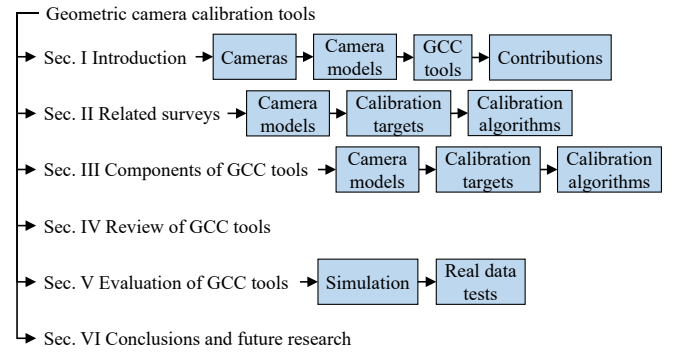 Geometric camera calibration tools
Sec. I Introduction Cameras Camera models GCC tools Contributions
Sec. II Related surveys Camera models Calibration targets Calibration algorithms
Sec. III Components of GCC tools Camera models Calibration targets Calibration algorithms
Sec. IV Review of GCC tools
Sec. V Evaluation of GCC tools Simulation Real data tests
Sec. VI Conclusions and future research